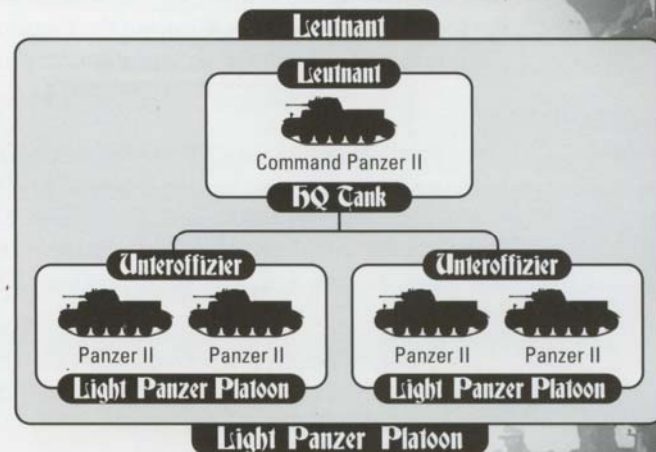 Leutnant
Leutnant
Command Panzer II
HQ Tank
Unteroffizier Unteroffizier
Panzer II Panzer II Panzer II Panzer II
Light Panzer Platoon Light Panzer Platoon
Light Panzer Platoon